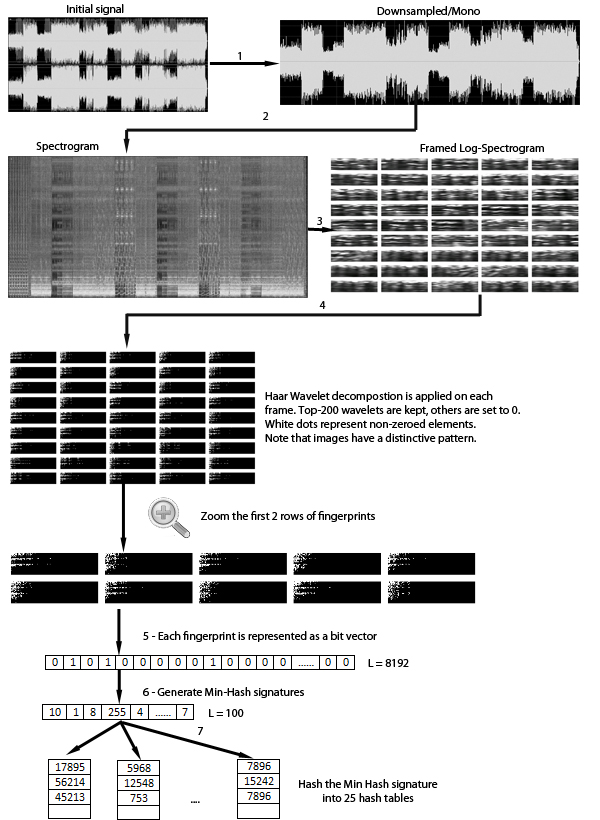 Initial signal
Downsampled/Mono
1
2
Spectrogram
Framed Log-Spectrogram
3
4
Haar Wavelet decompostion is applied on each
frame. Top-200 wavelets are kept, others are set to 0.
White dots represent non-zeroed elements.
Note that images have a distinctive pattern.
Zoom the first 2 rows of fingerprints
5 - Each fingerprint is represented as a bit vector
0 1 0 1 0 0 0 0 0 1 0 0 0 0 ...... 0 0
L = 8192
6 - Generate Min-Hash signatures
10 1 8 255 4 ...... 7
L = 100
7
17895
56214
45213
5968
12548
753
....
7896
15242
7896
Hash the Min Hash signature
into 25 hash tables